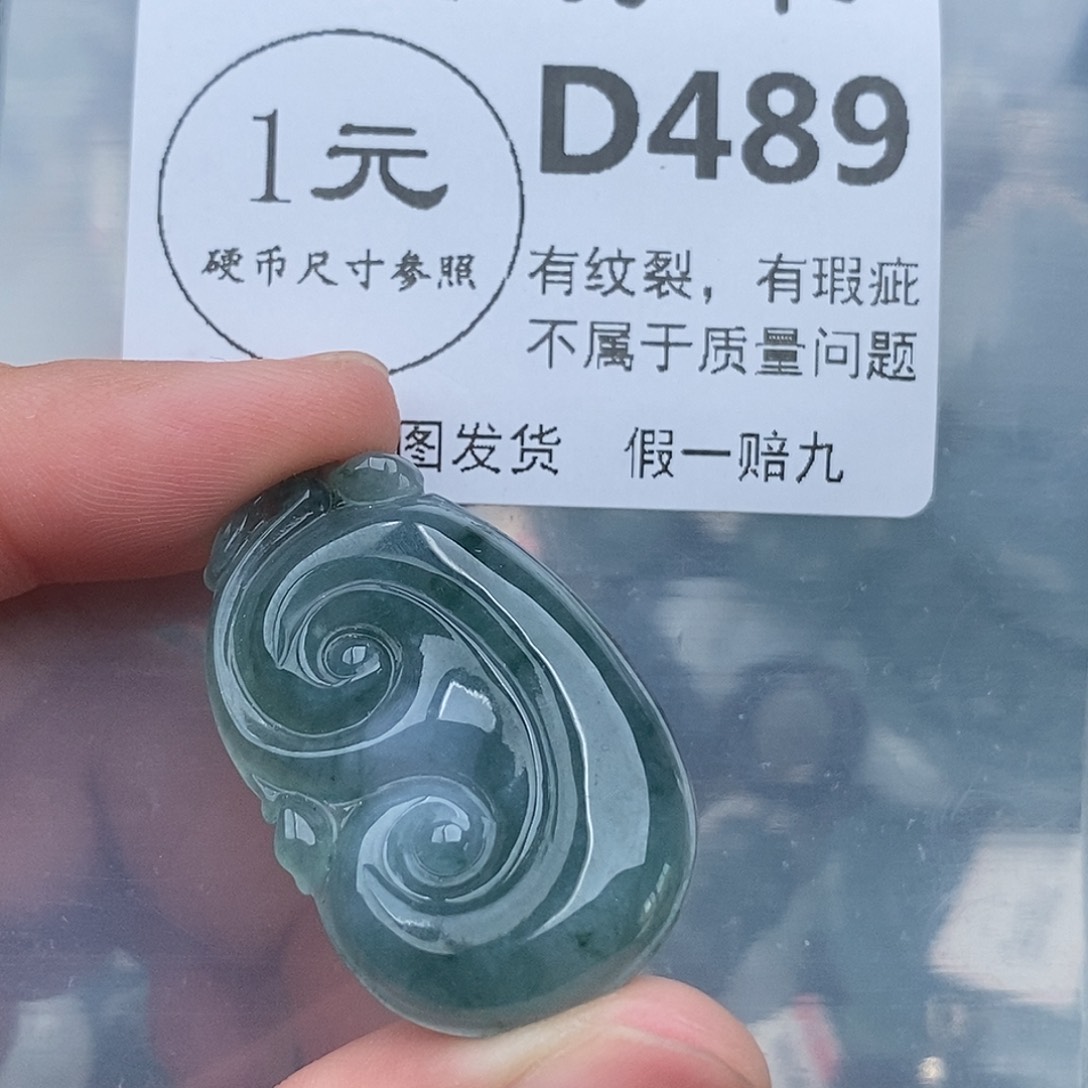 1元
硬币尺寸参照
D489
有纹裂，有瑕疵
不属于质量问题
图发货 假一赔九